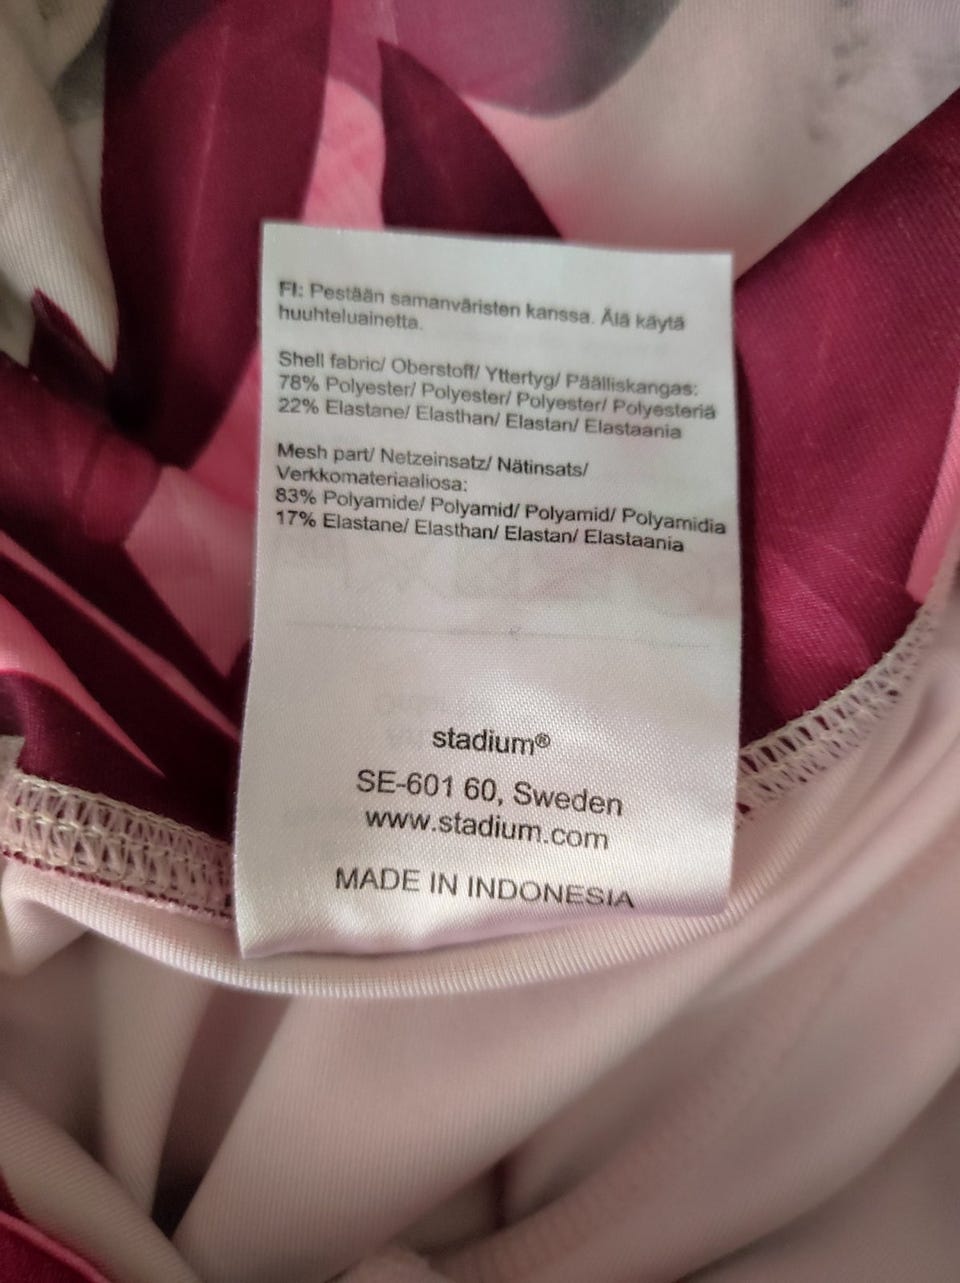 FI: Pestään samanväristen kanssa. Älä käytä
huuhteluainetta.
Shell fabric/ Oberstoff/ Yttertyg/ Päälliskangas:
78% Polyester/ Polyester/ Polyester/ Polyesteriä
22% Elastane/ Elasthan/ Elastan/ Elastaania
Mesh part/ Netzeinsatz/ Nätinsats/
Verkkomateriaaliosa:
83% Polyamide/ Polyamid/ Polyamid/ Polyamidia
17% Elastane/ Elasthan/ Elastan/ Elastaania
stadium®
SE-601 60, Sweden
www.stadium.com
MADE IN INDONESIA